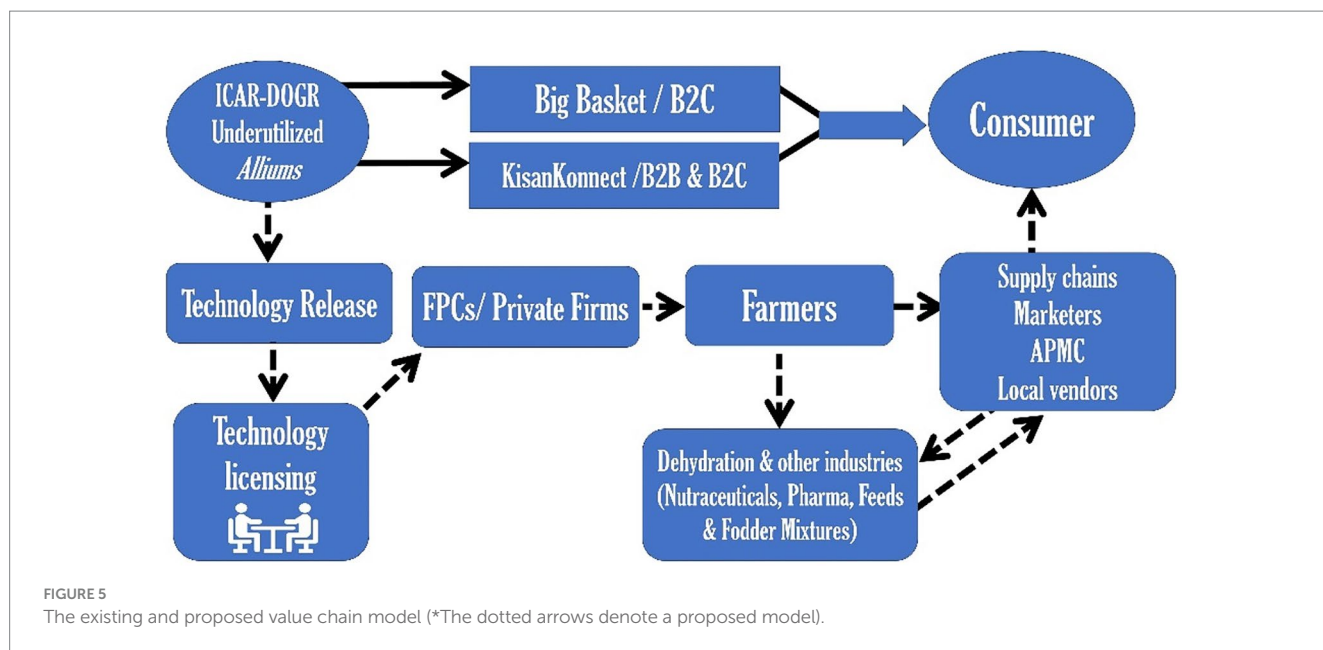 ICAR-DOGR
Underutilized
Alliums
Big Basket / B2C
KisanKonnect /B2B & B2C
Consumer
Technology Release
FPCs/ Private Firms
Farmers
Supply chains
Marketers
APMC
Local vendors
Technology
licensing
Dehydration & other industries
(Nutraceuticals, Pharma, Feeds
& Fodder Mixtures)
FIGURE 5
The existing and proposed value chain model (*The dotted arrows denote a proposed model).